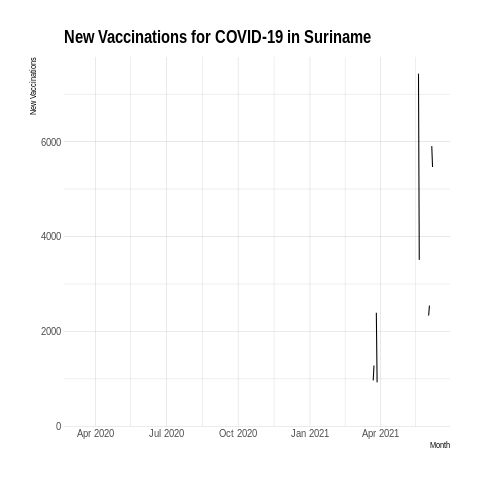 New Vaccinations for COVID-19 in Suriname
New Vaccinations
6000
4000
2000
0
Apr 2020 Jul 2020 Oct 2020 Jan 2021 Apr 2021
Month